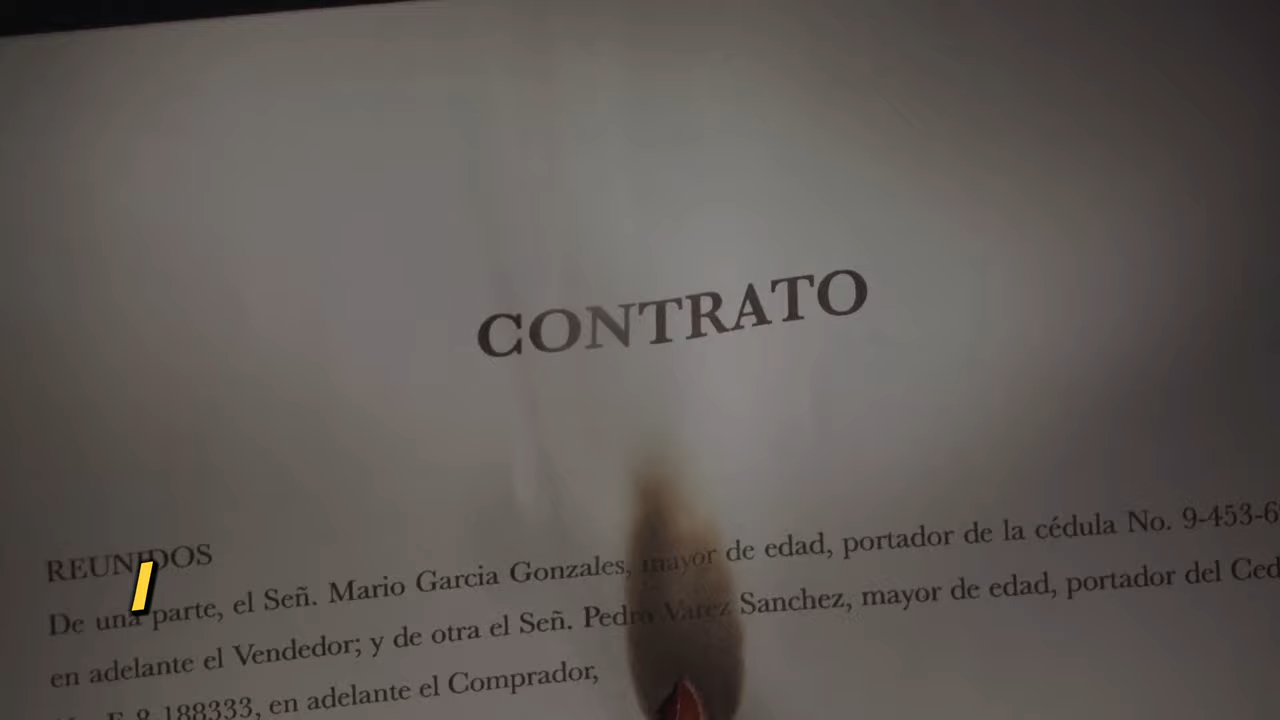 CONTRATO
REUNIDOS
De una parte, el Señ. Mario Garcia Gonzales, mayor de edad, portador de la cédula No. 9-453-6
en adelante el Vendedor; y de otra el Señ. Pedro Varez Sanchez, mayor de edad, portador del Ced
188333, en adelante el Comprador,